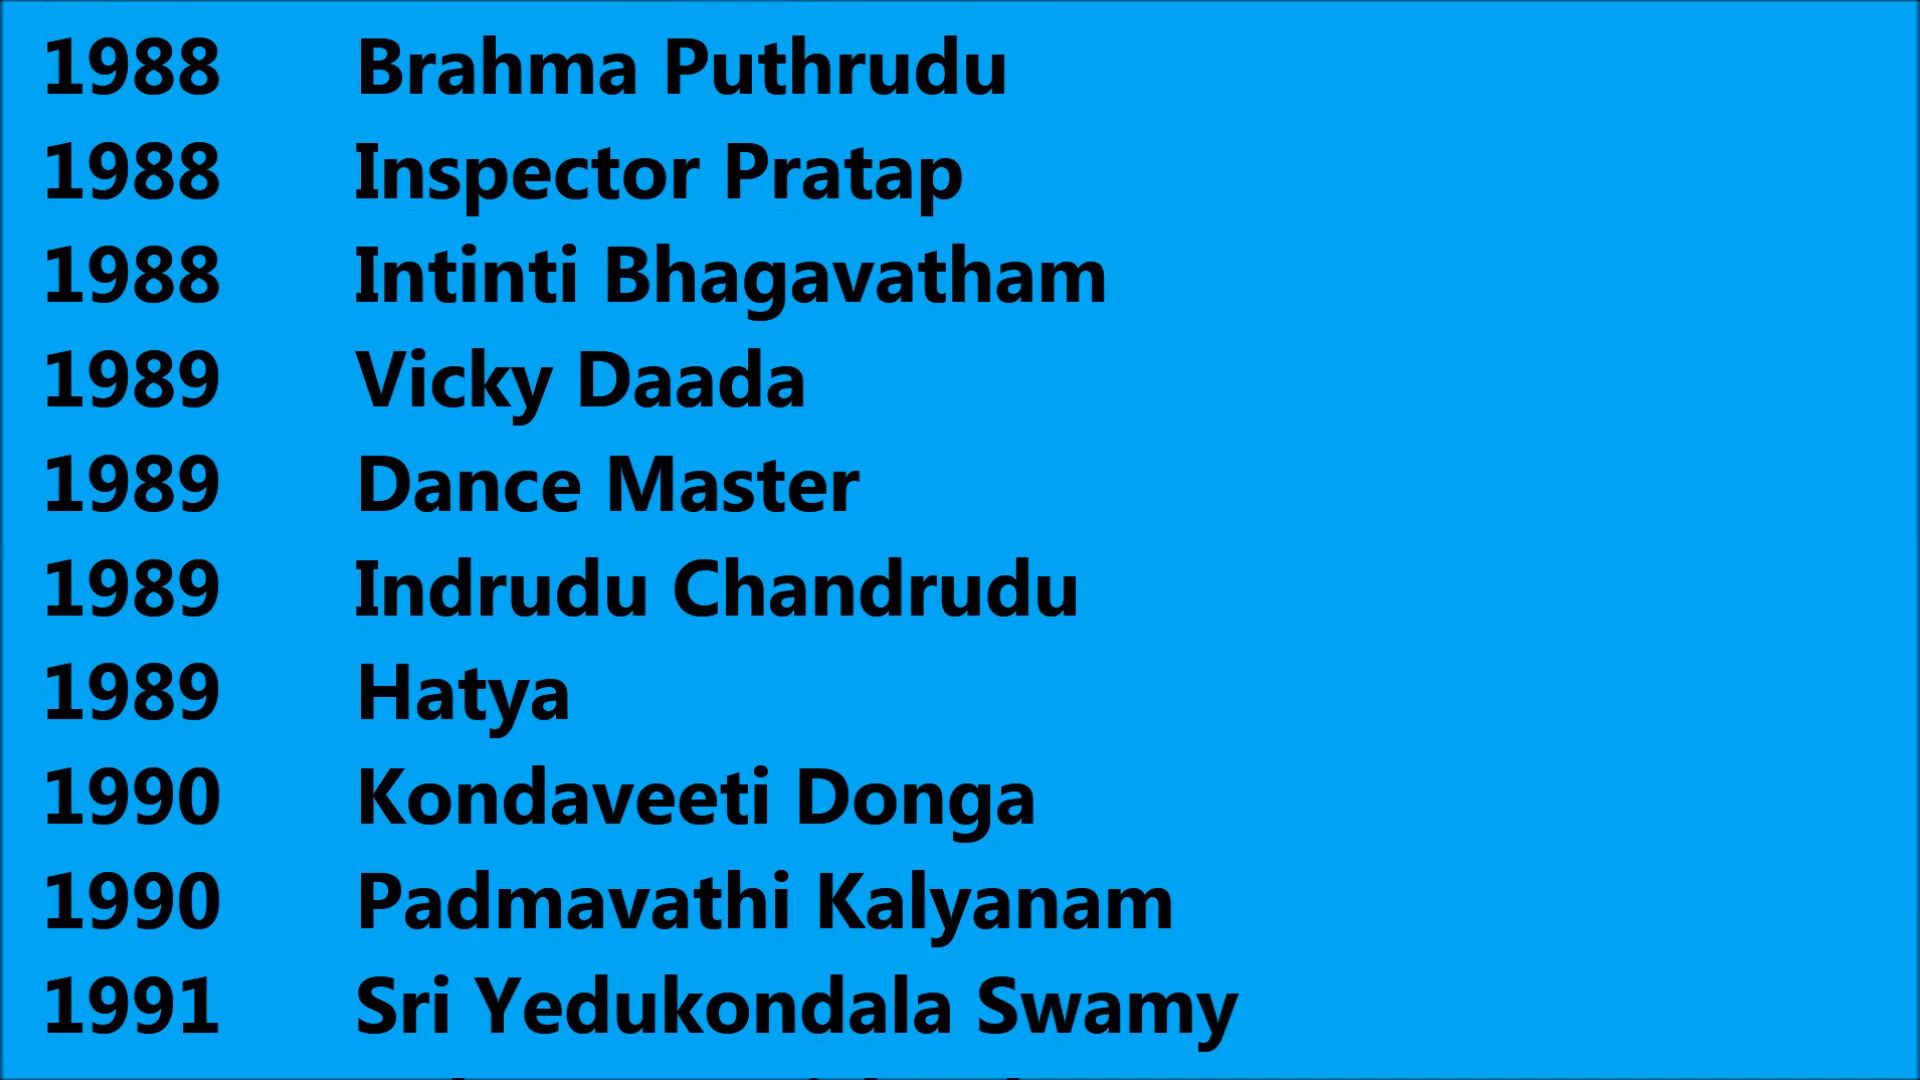 1988 Brahma Puthrudu
1988 Inspector Pratap
1988 Intinti Bhagavatham
1989 Vicky Daada
1989 Dance Master
1989 Indrudu Chandrudu
1989 Hatya
1990 Kondaveeti Donga
1990 Padmavathi Kalyanam
1991 Sri Yedukondala Swamy